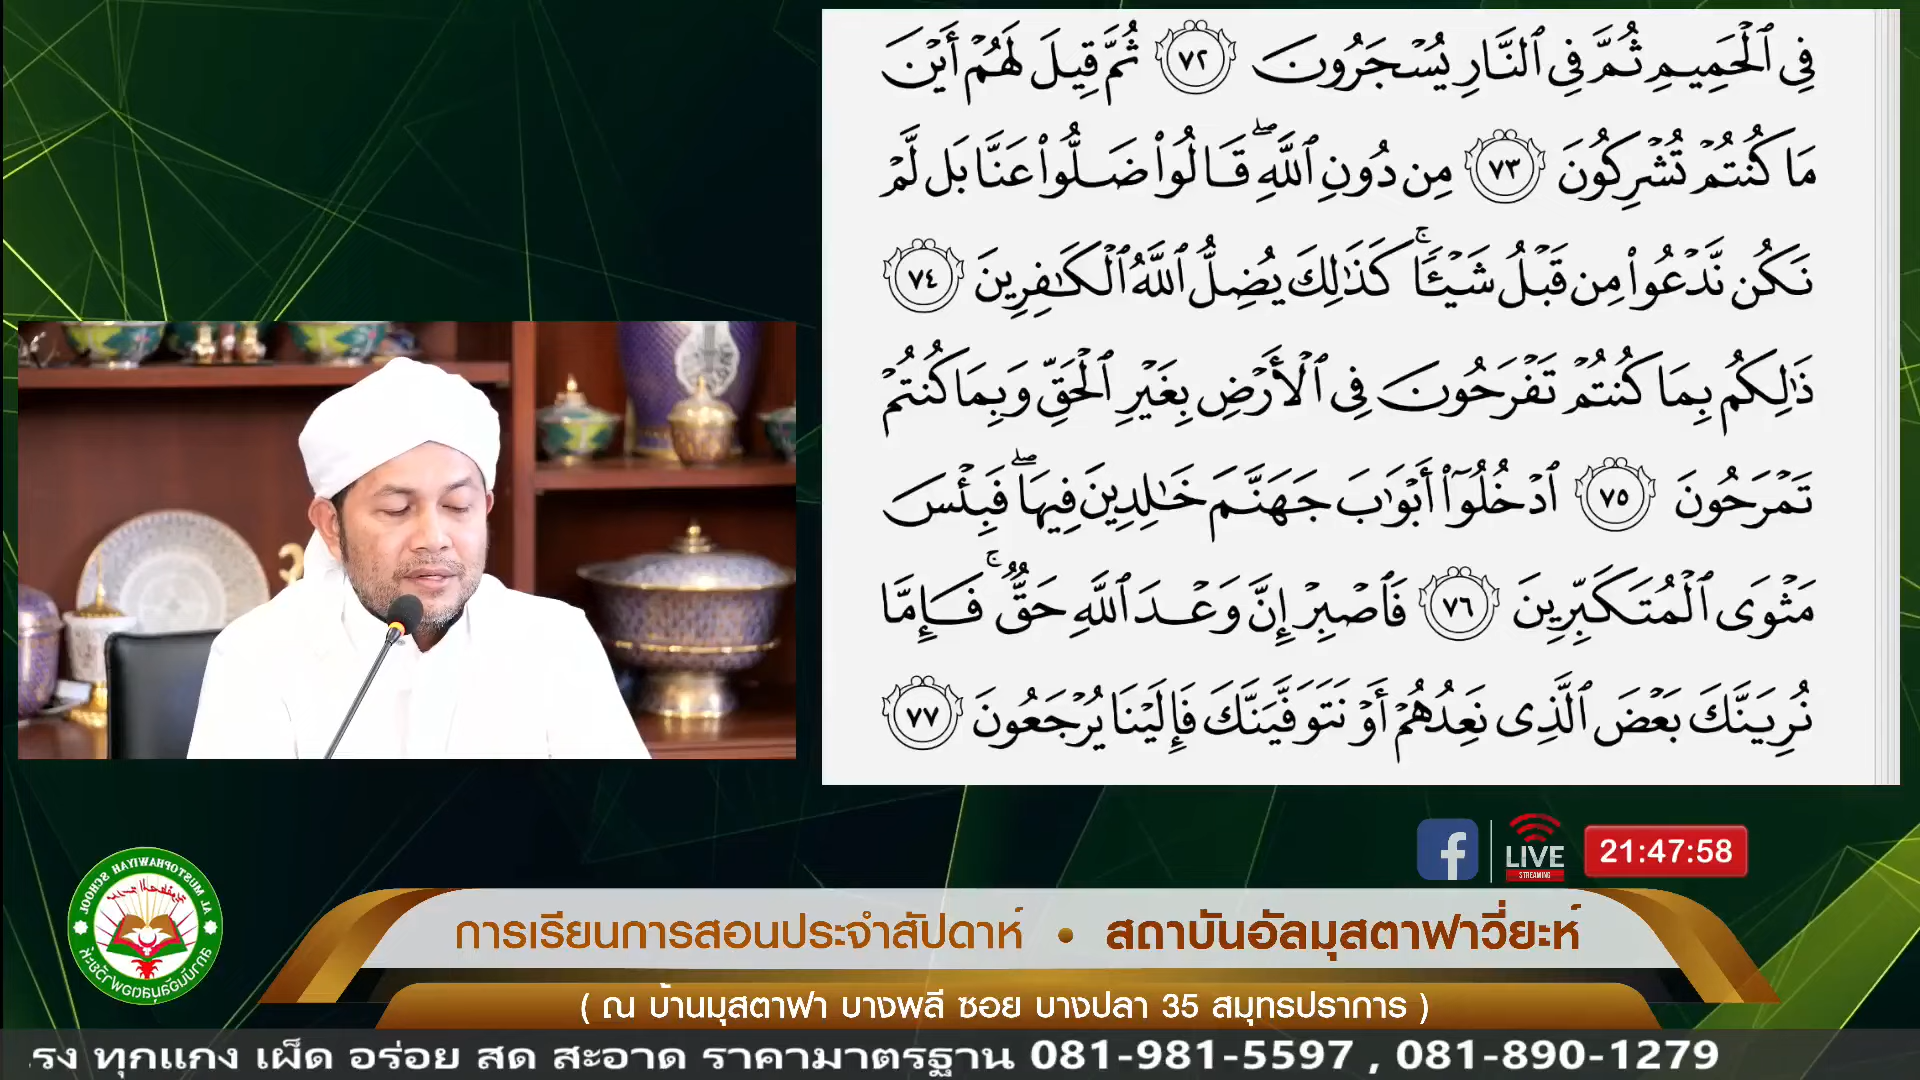 فِى ٱلْحَمِيمِ ثُمَّ فِى ٱلنَّارِ يُسْجَرُونَ ٧٢ ثُمَّ قِيلَ لَهُمْ أَيْنَ
مَا كُنتُمْ تُشْرِكُونَ ٧٣ مِن دُونِ ٱللَّهِ ۖ قَالُوا۟ ضَلُّوا۟ عَنَّا بَل لَّمْ
نَكُن نَّدْعُوا۟ مِن قَبْلُ شَيْـًٔا ۚ كَذَٰلِكَ يُضِلُّ ٱللَّهُ ٱلْكَـٰفِرِينَ ٧٤
ذَٰلِكُم بِمَا كُنتُمْ تَفْرَحُونَ فِى ٱلْأَرْضِ بِغَيْرِ ٱلْحَقِّ وَبِمَا كُنتُمْ
تَمْرَحُونَ ٧٥ ٱدْخُلُوٓا۟ أَبْوَٰبَ جَهَنَّمَ خَـٰلِدِينَ فِيهَا ۖ فَبِئْسَ
مَثْوَى ٱلْمُتَكَبِّرِينَ ٧٦ فَٱصْبِرْ إِنَّ وَعْدَ ٱللَّهِ حَقٌّ ۚ فَإِمَّا
نُرِيَنَّكَ بَعْضَ ٱلَّذِى نَعِدُهُمْ أَوْ نَتَوَفَّيَنَّكَ فَإِلَيْنَا يُرْجَعُونَ ٧٧
LIVE
STREAMING
21:47:58
AL MUSTOPHAWIYAH SCHOOL
การเรียนการสอนประจำสัปดาห์ • สถาบันอัลมุสตาฟาวี่ยะห์
( ณ บ้านมุสตาฟา บางพลี ซอย บางปลา 35 สมุทรปราการ )
ทุกแกง เผ็ด อร่อย สด สะอาด ราคามาตรฐาน 081-981-5597 , 081-890-1279